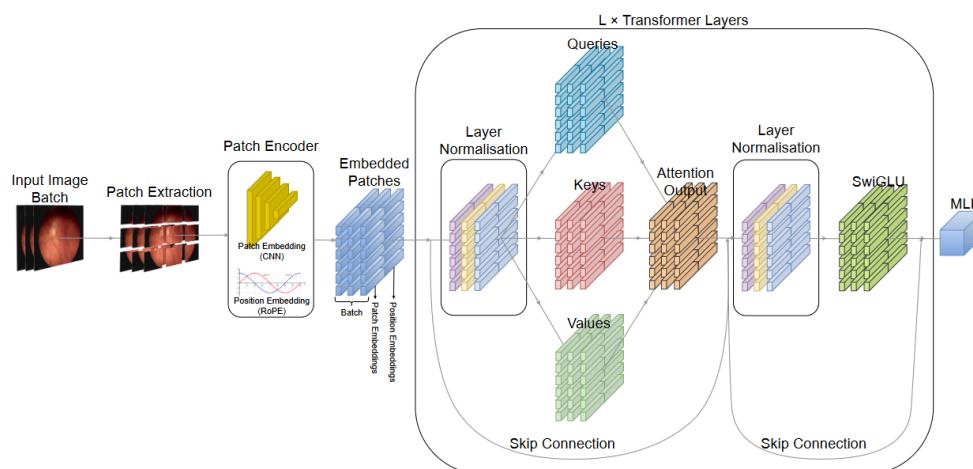 L × Transformer Layers
Input Image
Batch
Patch Extraction
Patch Encoder
Patch Embedding
(CNN)
Position Embedding
(RoPE)
Embedded
Patches
Batch
Patch Embeddings
Position Embeddings
Layer
Normalisation
Queries
Keys
Values
Attention
Output
Skip Connection
Layer
Normalisation
SwiGLU
Skip Connection
MLP